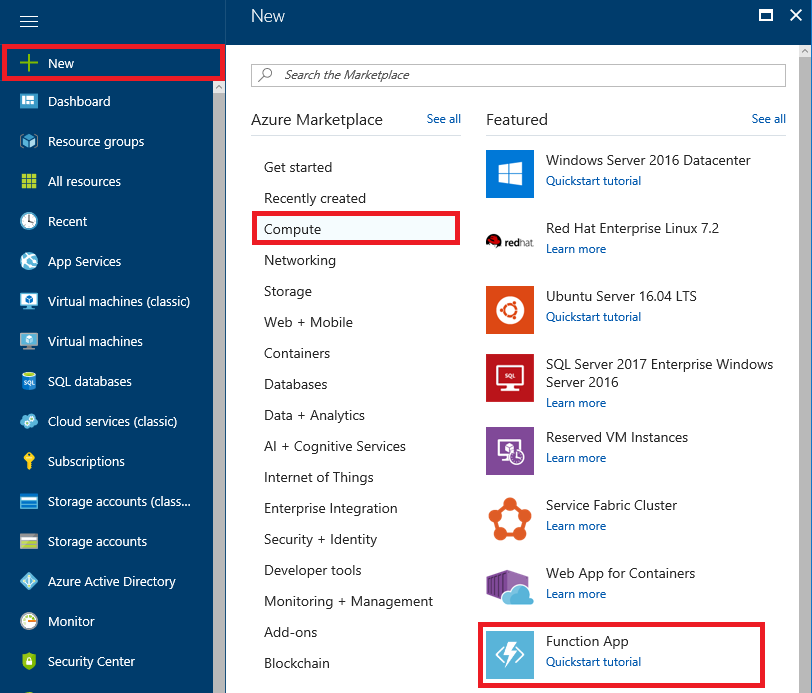 New
New
Dashboard
Resource groups
All resources
Recent
App Services
Virtual machines (classic)
Virtual machines
SQL
SQL databases
Cloud services (classic)
Subscriptions
Storage accounts (class...
Storage accounts
Azure Active Directory
Monitor
Security Center
Search the Marketplace
Azure Marketplace
See all
Get started
Recently created
Compute
Networking
Storage
Web + Mobile
Containers
Databases
Data + Analytics
AI + Cognitive Services
Internet of Things
Enterprise Integration
Security + Identity
Developer tools
Monitoring + Management
Add-ons
Blockchain
Featured
See all
Windows Server 2016 Datacenter
Quickstart tutorial
redhat
Red Hat Enterprise Linux 7.2
Learn more
Ubuntu Server 16.04 LTS
Quickstart tutorial
SQL
SQL Server 2017 Enterprise Windows
Server 2016
Learn more
Reserved VM Instances
Learn more
Service Fabric Cluster
Learn more
Web App for Containers
Learn more
Function App
Quickstart tutorial